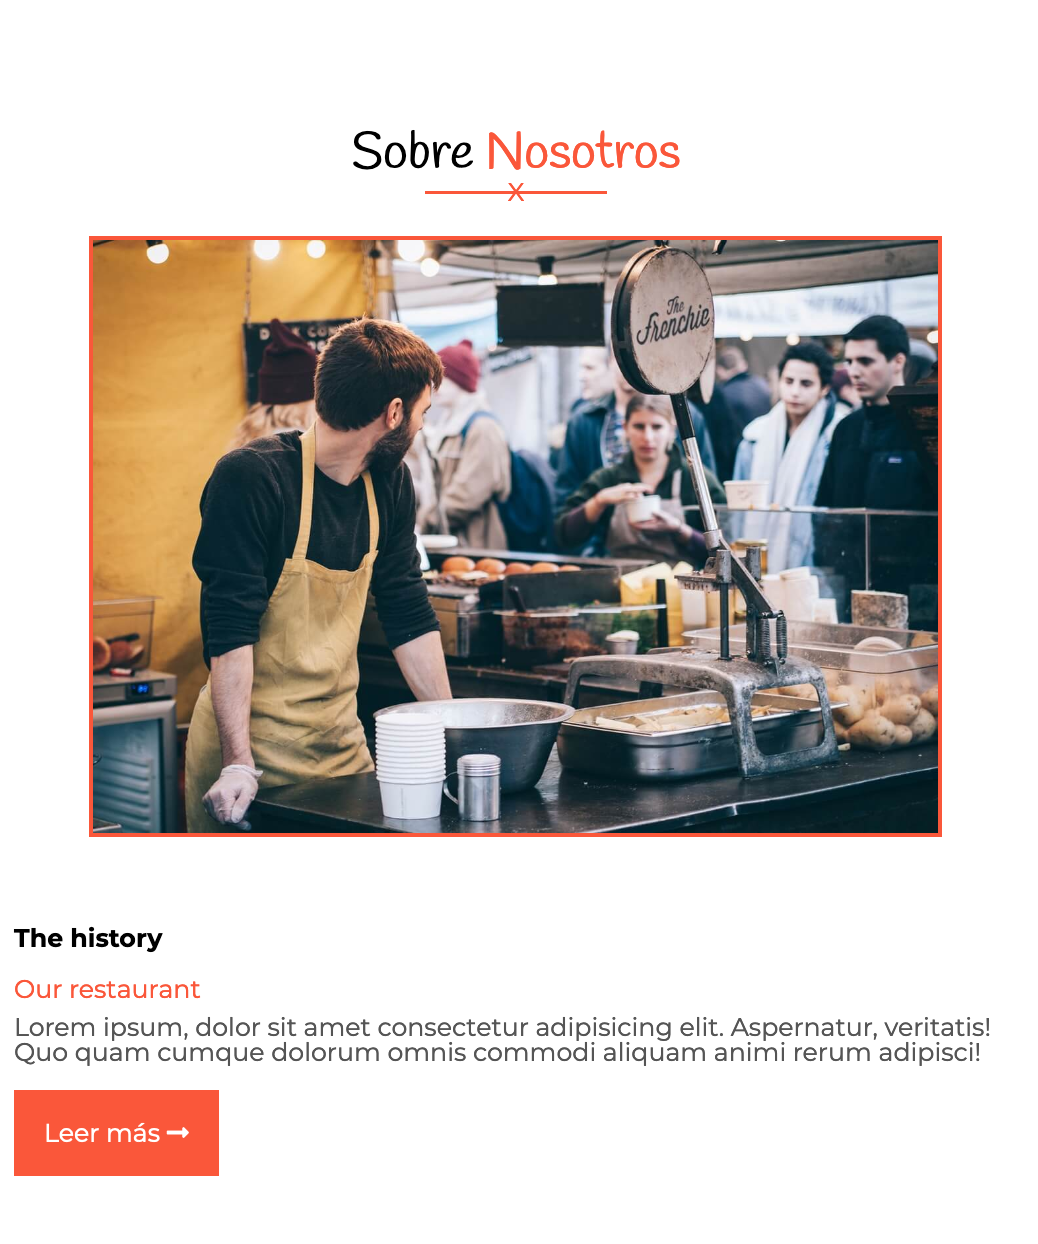 Sobre Nosotros
X
The
frenchie
The history
Our restaurant
Lorem ipsum, dolor sit amet consectetur adipisicing elit. Aspernatur, veritatis!
Quo quam cumque dolorum omnis commodi aliquam animi rerum adipisci!
Leer más